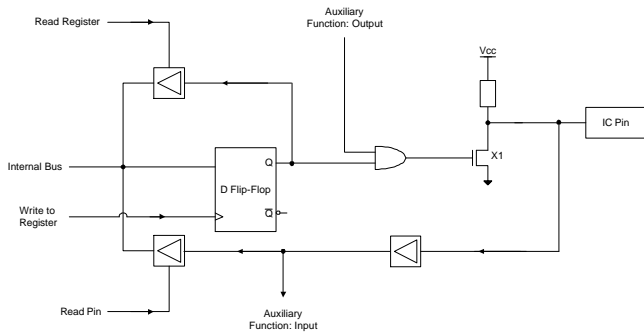 Auxiliary
Function: Output
Read Register
Vcc
IC Pin
X1
Internal Bus
Q
D Flip-Flop
Q
Write to
Register
Read Pin
Auxiliary
Function: Input